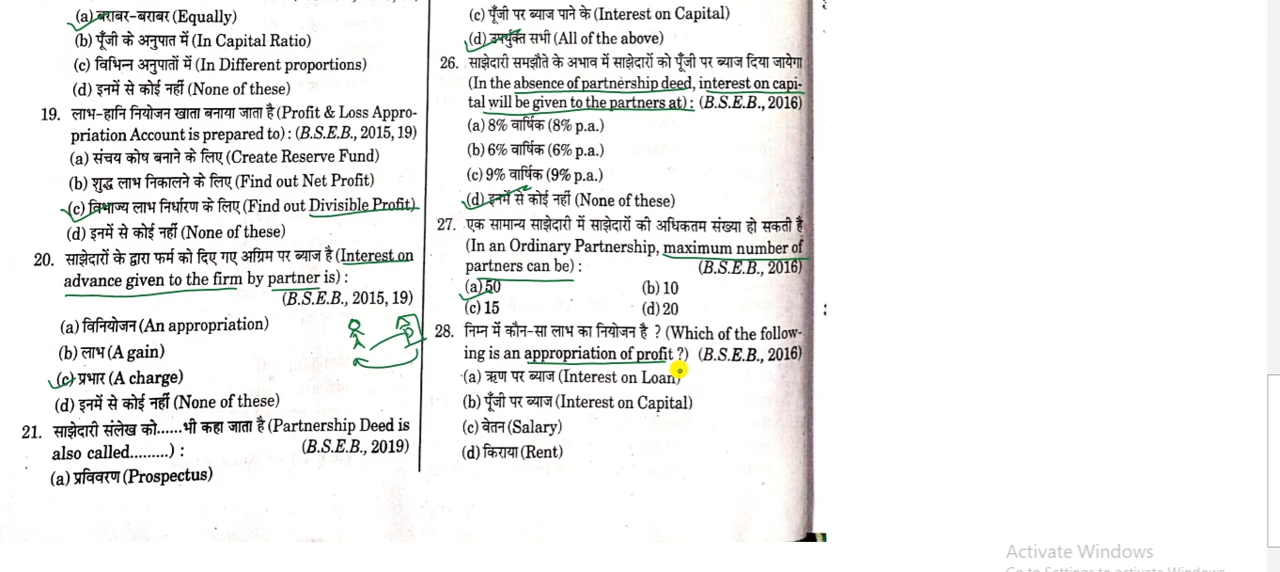 (a) बराबर-बराबर (Equally)
(b) पूँजी के अनुपात में (In Capital Ratio)
(c) विभिन्न अनुपातों में (In Different proportions)
(d) इनमें से कोई नहीं (None of these)
19. लाभ-हानि नियोजन खाता बनाया जाता है (Profit & Loss Appro-
priation Account is prepared to) : (B.S.E.B., 2015, 19)
(a) संचय कोष बनाने के लिए (Create Reserve Fund)
(b) शुद्ध लाभ निकालने के लिए (Find out Net Profit)
(c) विभाज्य लाभ निर्धारण के लिए (Find out Divisible Profit)
(d) इनमें से कोई नहीं (None of these)
20. साझेदारों के द्वारा फर्म को दिए गए अग्रिम पर ब्याज है (Interest on
advance given to the firm by partner is) :
(B.S.E.B., 2015, 19)
(a) विनियोजन (An appropriation)
(b) लाभ (A gain)
(c) प्रभार (A charge)
(d) इनमें से कोई नहीं (None of these)
21. साझेदारी संलेख को......भी कहा जाता है (Partnership Deed is
also called.........) : (B.S.E.B., 2019)
(a) प्रविवरण (Prospectus)
(c) पूँजी पर ब्याज पाने के (Interest on Capital)
(d) उपर्युक्त सभी (All of the above)
26. साझेदारी समझौते के अभाव में साझेदारों को पूँजी पर ब्याज दिया जायेगा
(In the absence of partnership deed, interest on capi-
tal will be given to the partners at) : (B.S.E.B., 2016)
(a) 8% वार्षिक (8% p.a.)
(b) 6% वार्षिक (6% p.a.)
(c) 9% वार्षिक (9% p.a.)
(d) इनमें से कोई नहीं (None of these)
27. एक सामान्य साझेदारी में साझेदारों की अधिकतम संख्या हो सकती है
(In an Ordinary Partnership, maximum number of
partners can be) : (B.S.E.B., 2016)
(a) 50 (b) 10
(c) 15 (d) 20
28. निम्न में कौन-सा लाभ का नियोजन है ? (Which of the follow-
ing is an appropriation of profit ?) (B.S.E.B., 2016)
(a) ऋण पर ब्याज (Interest on Loan)
(b) पूँजी पर ब्याज (Interest on Capital)
(c) वेतन (Salary)
(d) किराया (Rent)
Activate Windows